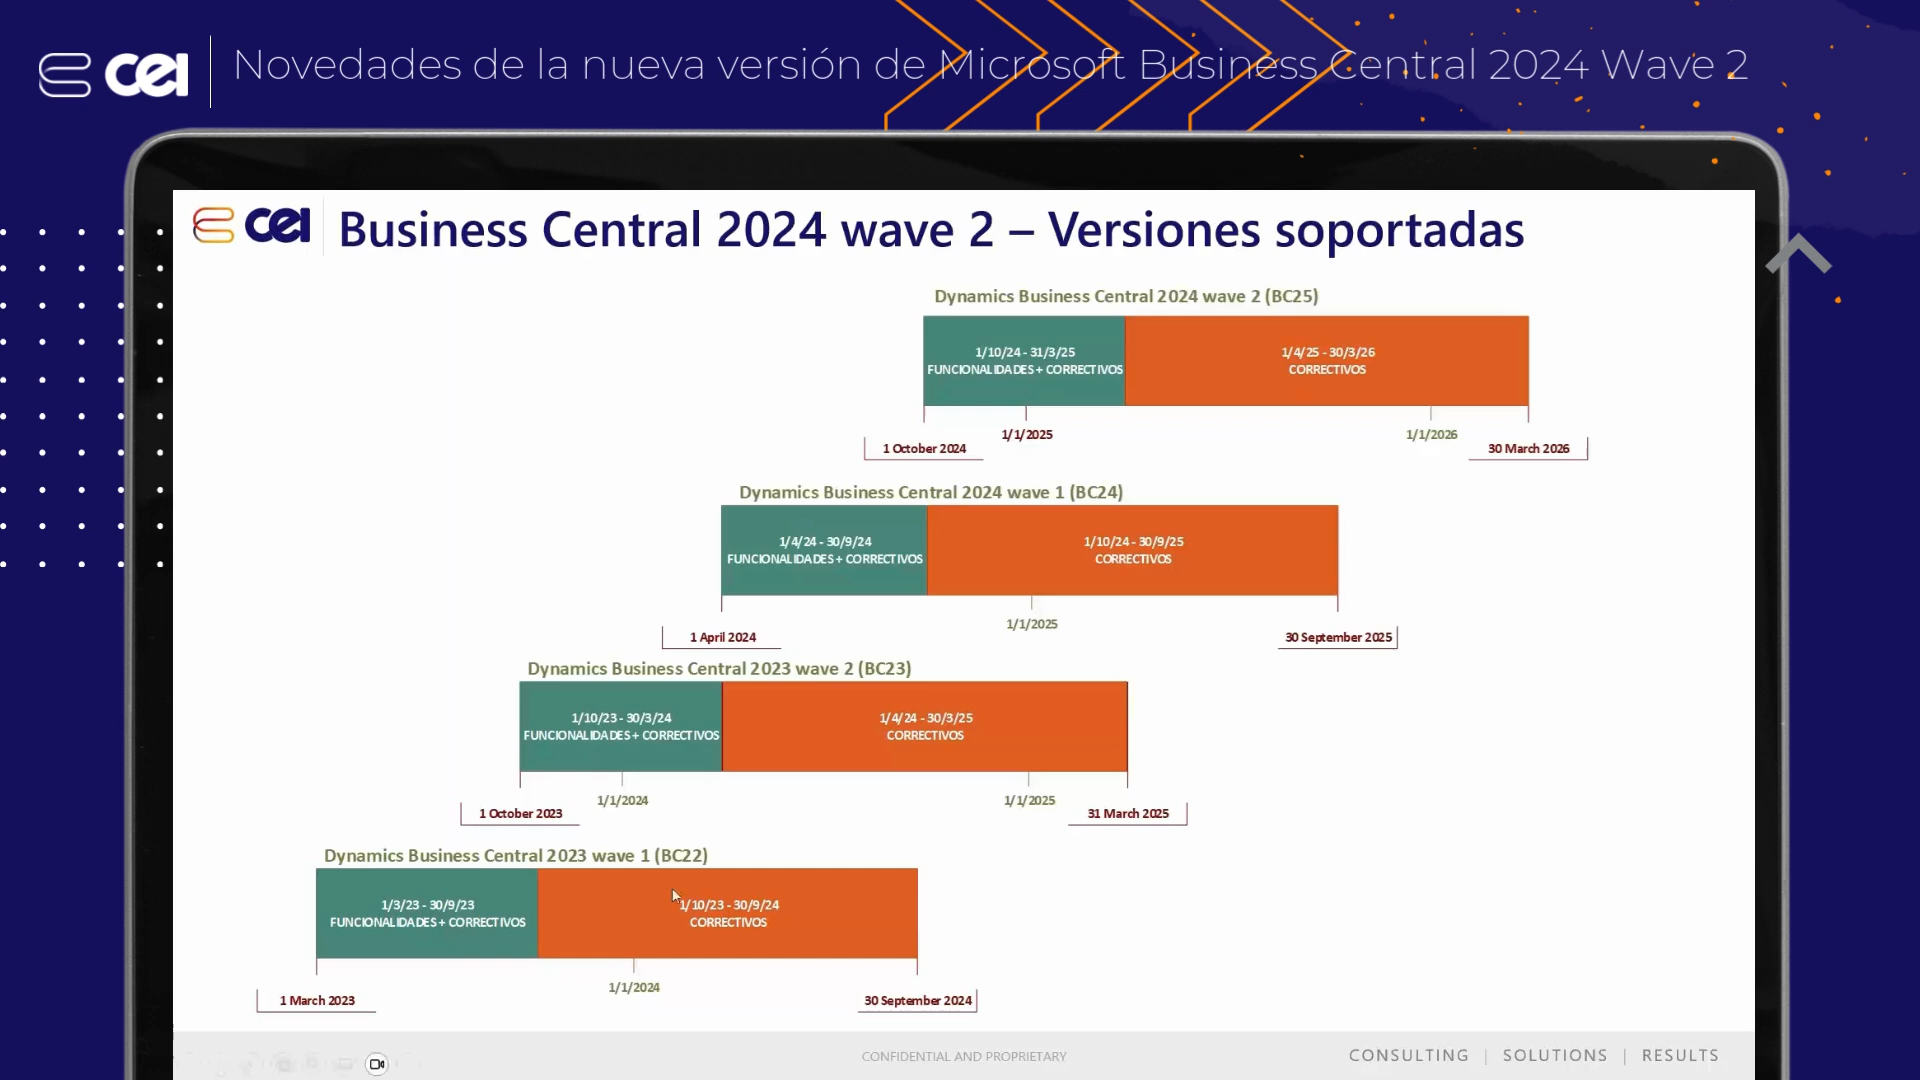 cei
Novedades de la nueva versión de Microsoft Business Central 2024 Wave 2
cei
Business Central 2024 wave 2 – Versiones soportadas
Dynamics Business Central 2024 wave 2 (BC25)
1/10/24 - 31/3/25
FUNCIONALIDADES + CORRECTIVOS
1/4/25 - 30/3/26
CORRECTIVOS
1/1/2025
1/1/2026
1 October 2024
30 March 2026
Dynamics Business Central 2024 wave 1 (BC24)
1/4/24 - 30/9/24
FUNCIONALIDADES + CORRECTIVOS
1/10/24 - 30/9/25
CORRECTIVOS
1/1/2025
1 April 2024
30 September 2025
Dynamics Business Central 2023 wave 2 (BC23)
1/10/23 - 30/3/24
FUNCIONALIDADES + CORRECTIVOS
1/4/24 - 30/3/25
CORRECTIVOS
1/1/2024
1/1/2025
1 October 2023
31 March 2025
Dynamics Business Central 2023 wave 1 (BC22)
1/3/23 - 30/9/23
FUNCIONALIDADES + CORRECTIVOS
1/10/23 - 30/9/24
CORRECTIVOS
1/1/2024
1 March 2023
30 September 2024
CONFIDENTIAL AND PROPRIETARY
CONSULTING | SOLUTIONS | RESULTS